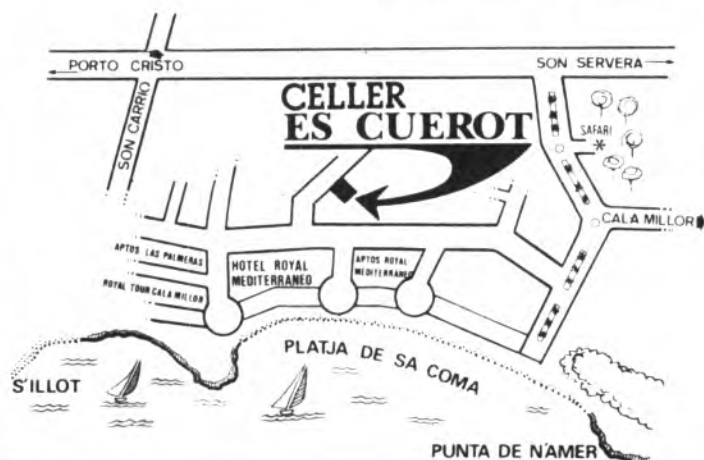 PORTO CRISTO
SON SERVERA
SON CARRIO
CELLER
ES CUEROT
SAFARI
CALA MILLOR
APTOS LAS PALMERAS
HOTEL ROYAL
MEDITERRANEO
APTOS ROYAL
MEDITERRANEO
ROYAL TOUR CALA MILLOR
PLATJA DE SA COMA
S'ILLOT
PUNTA DE N'AMER